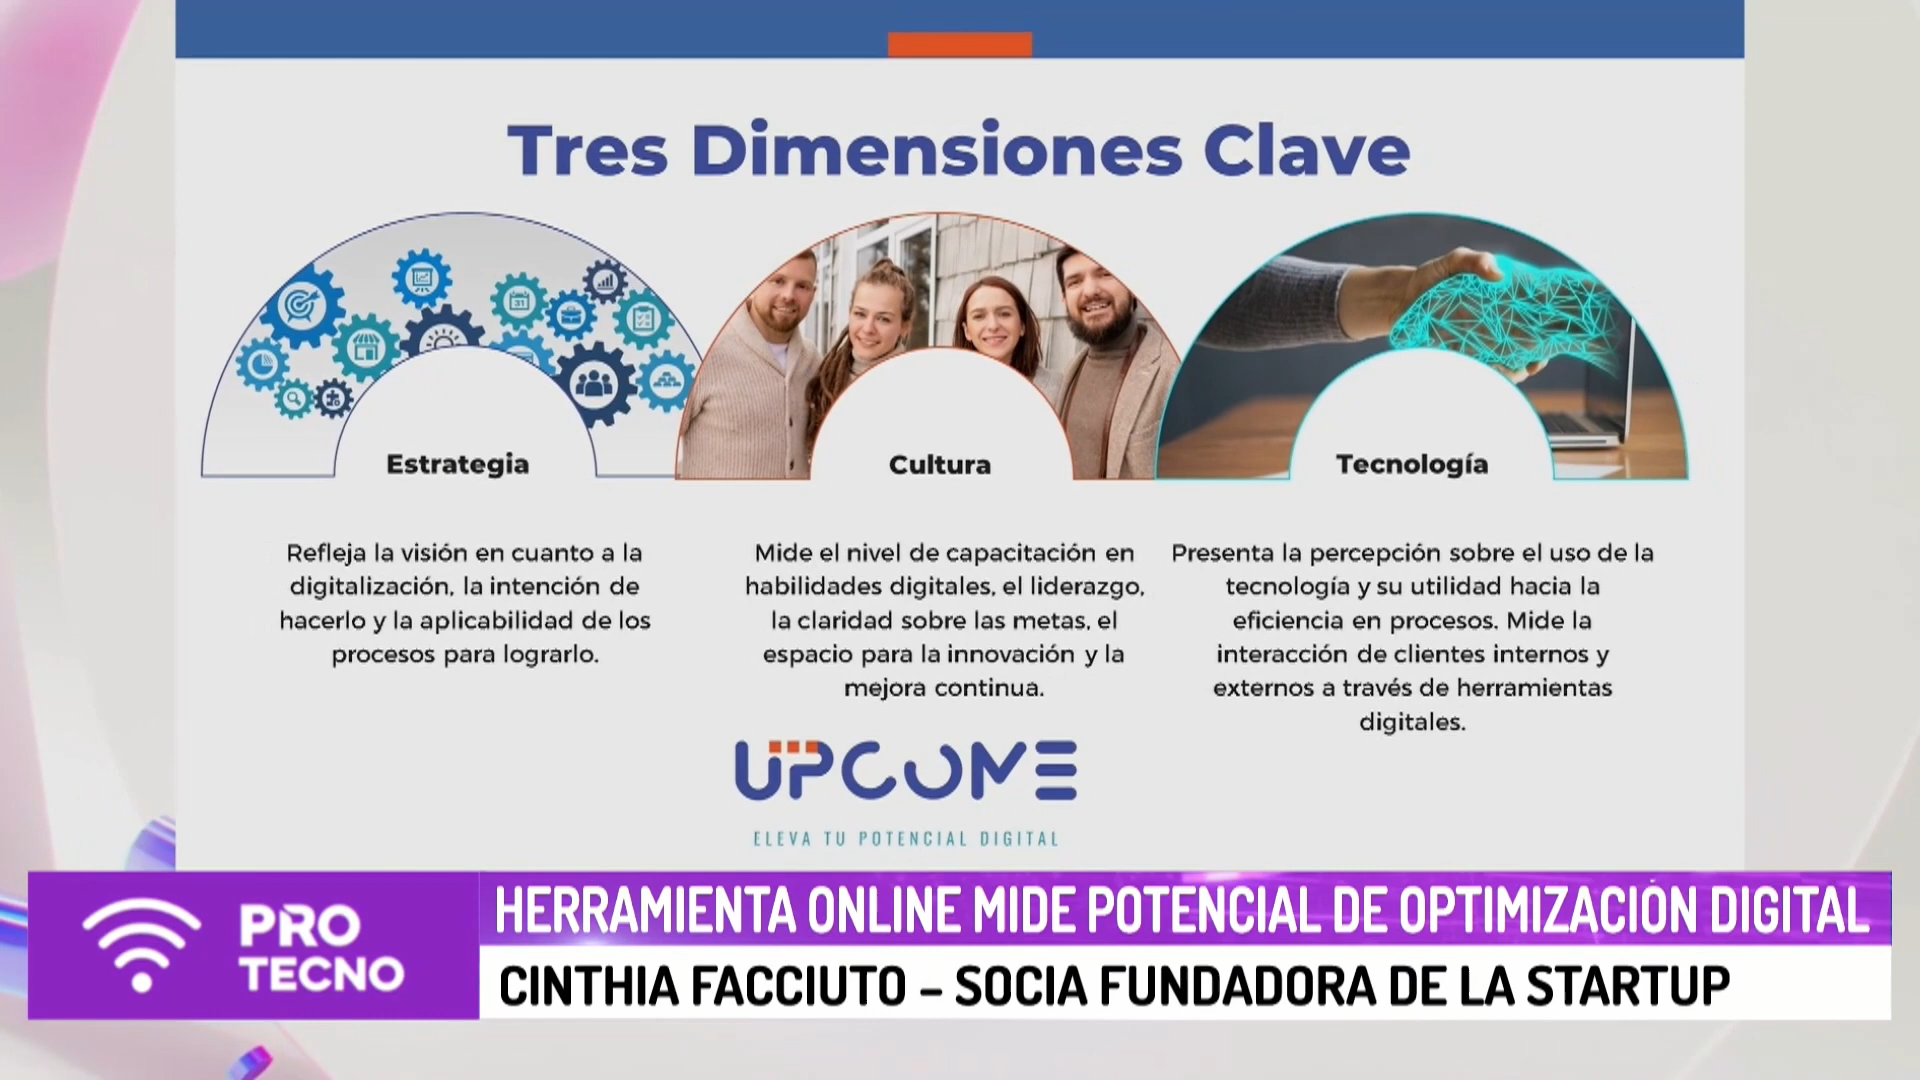 Tres Dimensiones Clave
31
Estrategia
Cultura
Tecnología
Refleja la visión en cuanto a la
digitalización, la intención de
hacerlo y la aplicabilidad de los
procesos para lograrlo.
Mide el nivel de capacitación en
habilidades digitales, el liderazgo,
la claridad sobre las metas, el
espacio para la innovación y la
mejora continua.
Presenta la percepción sobre el uso de la
tecnología y su utilidad hacia la
eficiencia en procesos. Mide la
interacción de clientes internos y
externos a través de herramientas
digitales.
UPCOME
ELEVA TU POTENCIAL DIGITAL
PRO
TECNO
HERRAMIENTA ONLINE MIDE POTENCIAL DE OPTIMIZACIÓN DIGITAL
CINTHIA FACCIUTO – SOCIA FUNDADORA DE LA STARTUP